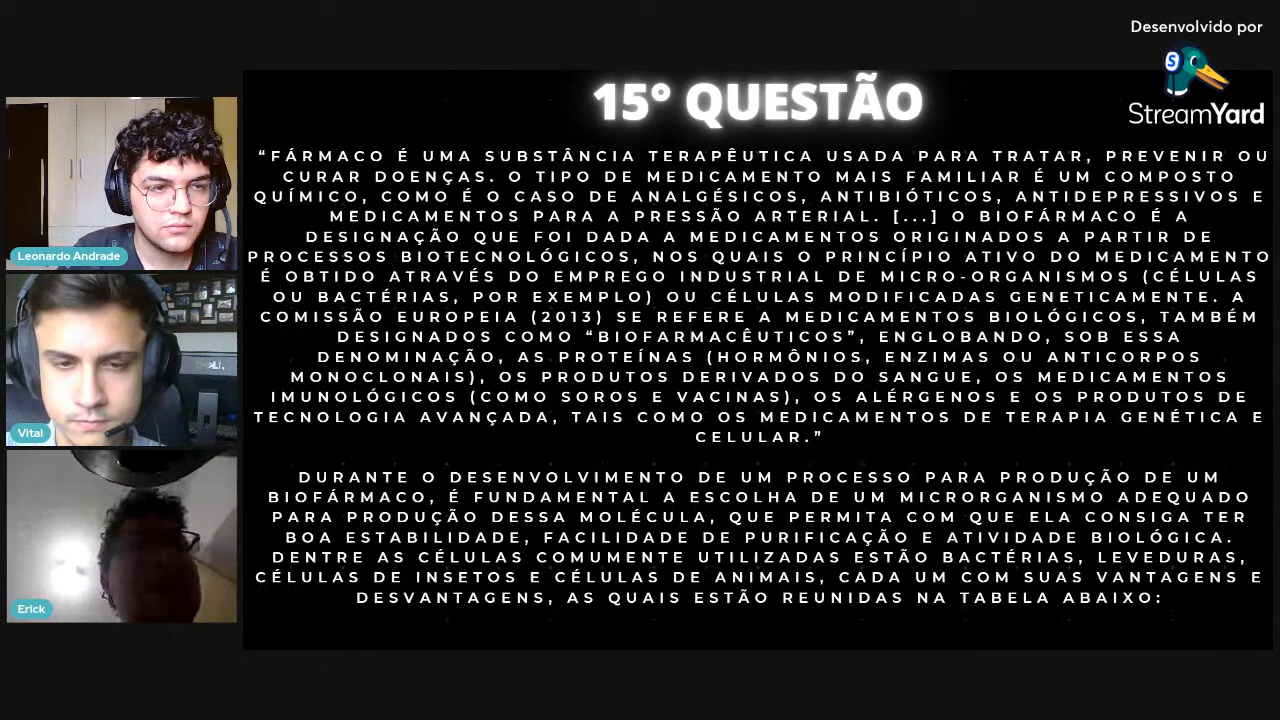 Desenvolvido por
StreamYard
15° QUESTÃO
“FÁRMACO É UMA SUBSTÂNCIA TERAPÊUTICA USADA PARA TRATAR, PREVENIR OU
CURAR DOENÇAS. O TIPO DE MEDICAMENTO MAIS FAMILIAR É UM COMPOSTO
QUÍMICO, COMO É O CASO DE ANALGÉSICOS, ANTIBIÓTICOS, ANTIDEPRESSIVOS E
MEDICAMENTOS PARA A PRESSÃO ARTERIAL. [...] O BIOFÁRMACO É A
DESIGNAÇÃO QUE FOI DADA A MEDICAMENTOS ORIGINADOS A PARTIR DE
PROCESSOS BIOTECNOLÓGICOS, NOS QUAIS O PRINCÍPIO ATIVO DO MEDICAMENTO
É OBTIDO ATRAVÉS DO EMPREGO INDUSTRIAL DE MICRO-ORGANISMOS (CÉLULAS
OU BACTÉRIAS, POR EXEMPLO) OU CÉLULAS MODIFICADAS GENETICAMENTE. A
COMISSÃO EUROPEIA (2013) SE REFERE A MEDICAMENTOS BIOLÓGICOS, TAMBÉM
DESIGNADOS COMO “BIOFARMACÊUTICOS”, ENGLOBANDO, SOB ESSA
DENOMINAÇÃO, AS PROTEÍNAS (HORMÔNIOS, ENZIMAS OU ANTICORPOS
MONOCLONAIS), OS PRODUTOS DERIVADOS DO SANGUE, OS MEDICAMENTOS
IMUNOLÓGICOS (COMO SOROS E VACINAS), OS ALÉRGENOS E OS PRODUTOS DE
TECNOLOGIA AVANÇADA, TAIS COMO OS MEDICAMENTOS DE TERAPIA GENÉTICA E
CELULAR.”
DURANTE O DESENVOLVIMENTO DE UM PROCESSO PARA PRODUÇÃO DE UM
BIOFÁRMACO, É FUNDAMENTAL A ESCOLHA DE UM MICRORGANISMO ADEQUADO
PARA PRODUÇÃO DESSA MOLÉCULA, QUE PERMITA COM QUE ELA CONSIGA TER
BOA ESTABILIDADE, FACILIDADE DE PURIFICAÇÃO E ATIVIDADE BIOLÓGICA.
DENTRE AS CÉLULAS COMUMENTE UTILIZADAS ESTÃO BACTÉRIAS, LEVEDURAS,
CÉLULAS DE INSETOS E CÉLULAS DE ANIMAIS, CADA UM COM SUAS VANTAGENS E
DESVANTAGENS, AS QUAIS ESTÃO REUNIDAS NA TABELA ABAIXO:
Leonardo Andrade
Vital
Erick